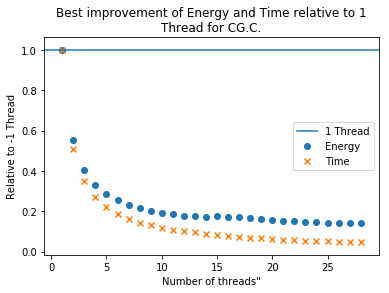 Best improvement of Energy and Time relative to 1
Thread for CG.C.
Relative to -1 Thread
1.0
0.8
0.6
0.4
0.2
0.0
1 Thread
Energy
Time
0 5 10 15 20 25
Number of threads"